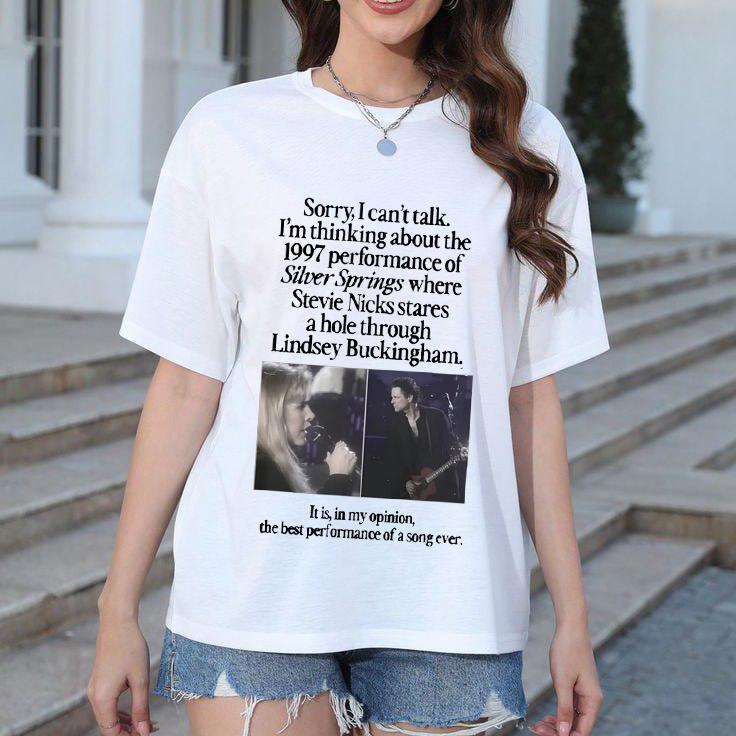 Sorry, I can't talk.
I'm thinking about the
1997 performance of
Silver Springs where
Stevie Nicks stares
a hole through
Lindsey Buckingham.
It is, in my opinion,
the best performance of a song ever.